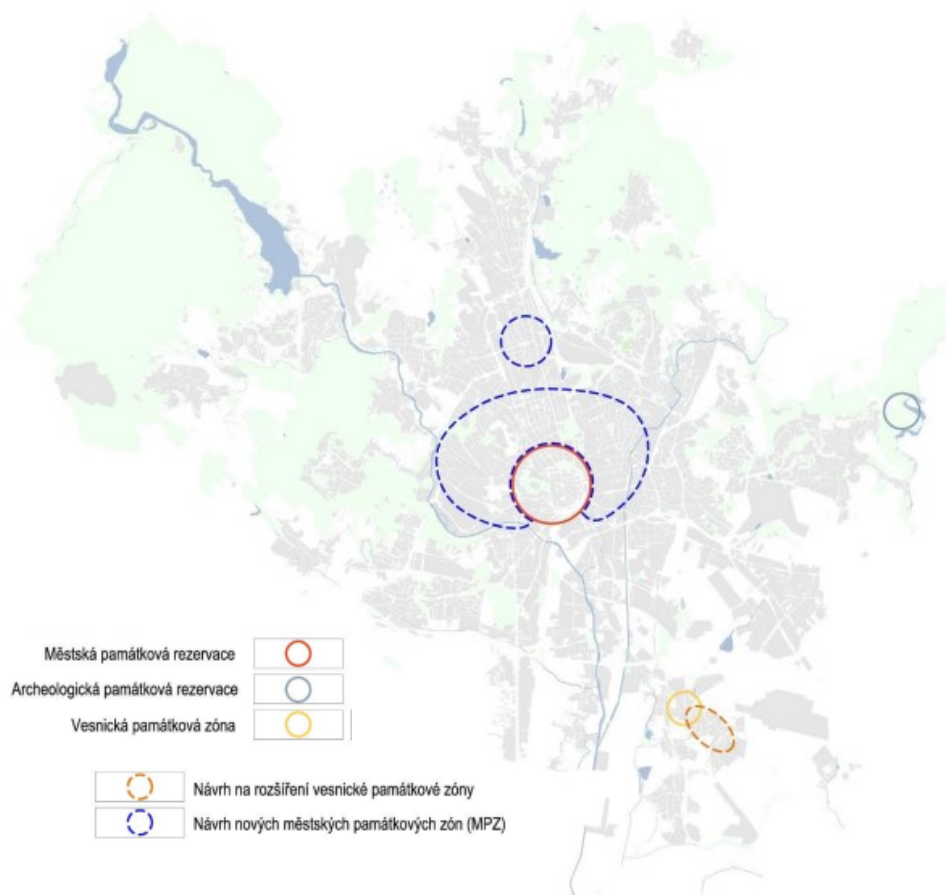 Městská památková rezervace
Archeologická památková rezervace
Vesnická památková zóna
Návrh na rozšíření vesnické památkové zóny
Návrh nových městských památkových zón (MPZ)